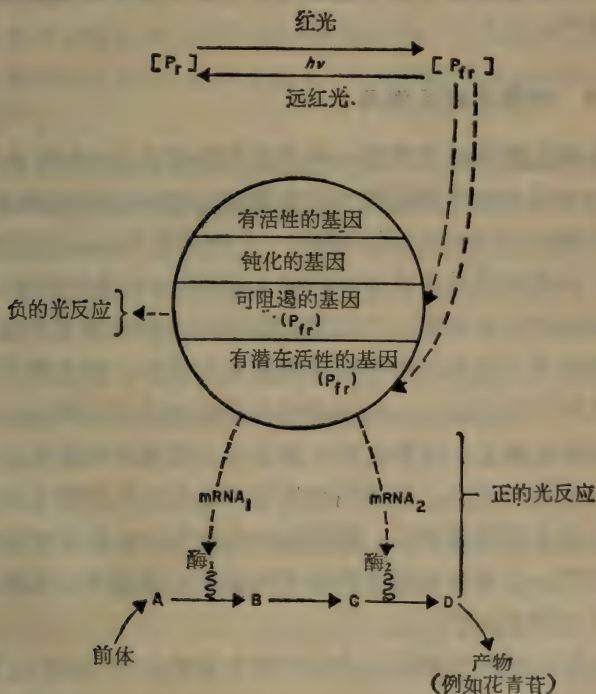 红光
[Pr] hν [Pfr]
远红光
有活性的基因
钝化的基因
可阻遏的基因
(Pfr)
负的光反应
有潜在活性的基因
(Pfr)
mRNA1 mRNA2
正的光反应
酶1 酶2
A B C D
前体
产物
(例如花青苷)